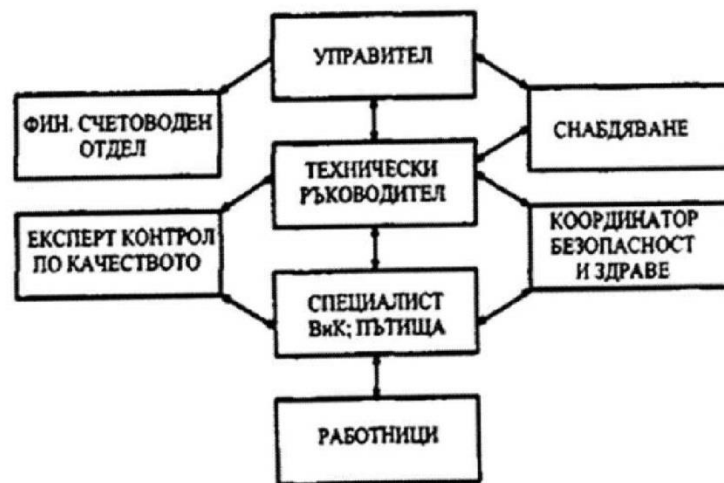 УПРАВИТЕЛ
ФИН. СЧЕТОВОДЕН
ОТДЕЛ
СНАБДЯВАНЕ
ТЕХНИЧЕСКИ
РЪКОВОДИТЕЛ
ЕКСПЕРТ КОНТРОЛ
ПО КАЧЕСТВОТО
КООРДИНАТОР
БЕЗОПАСНОСТ
И ЗДРАВЕ
СПЕЦИАЛИСТ
ВиК; ПЪТИЩА
РАБОТНИЦИ